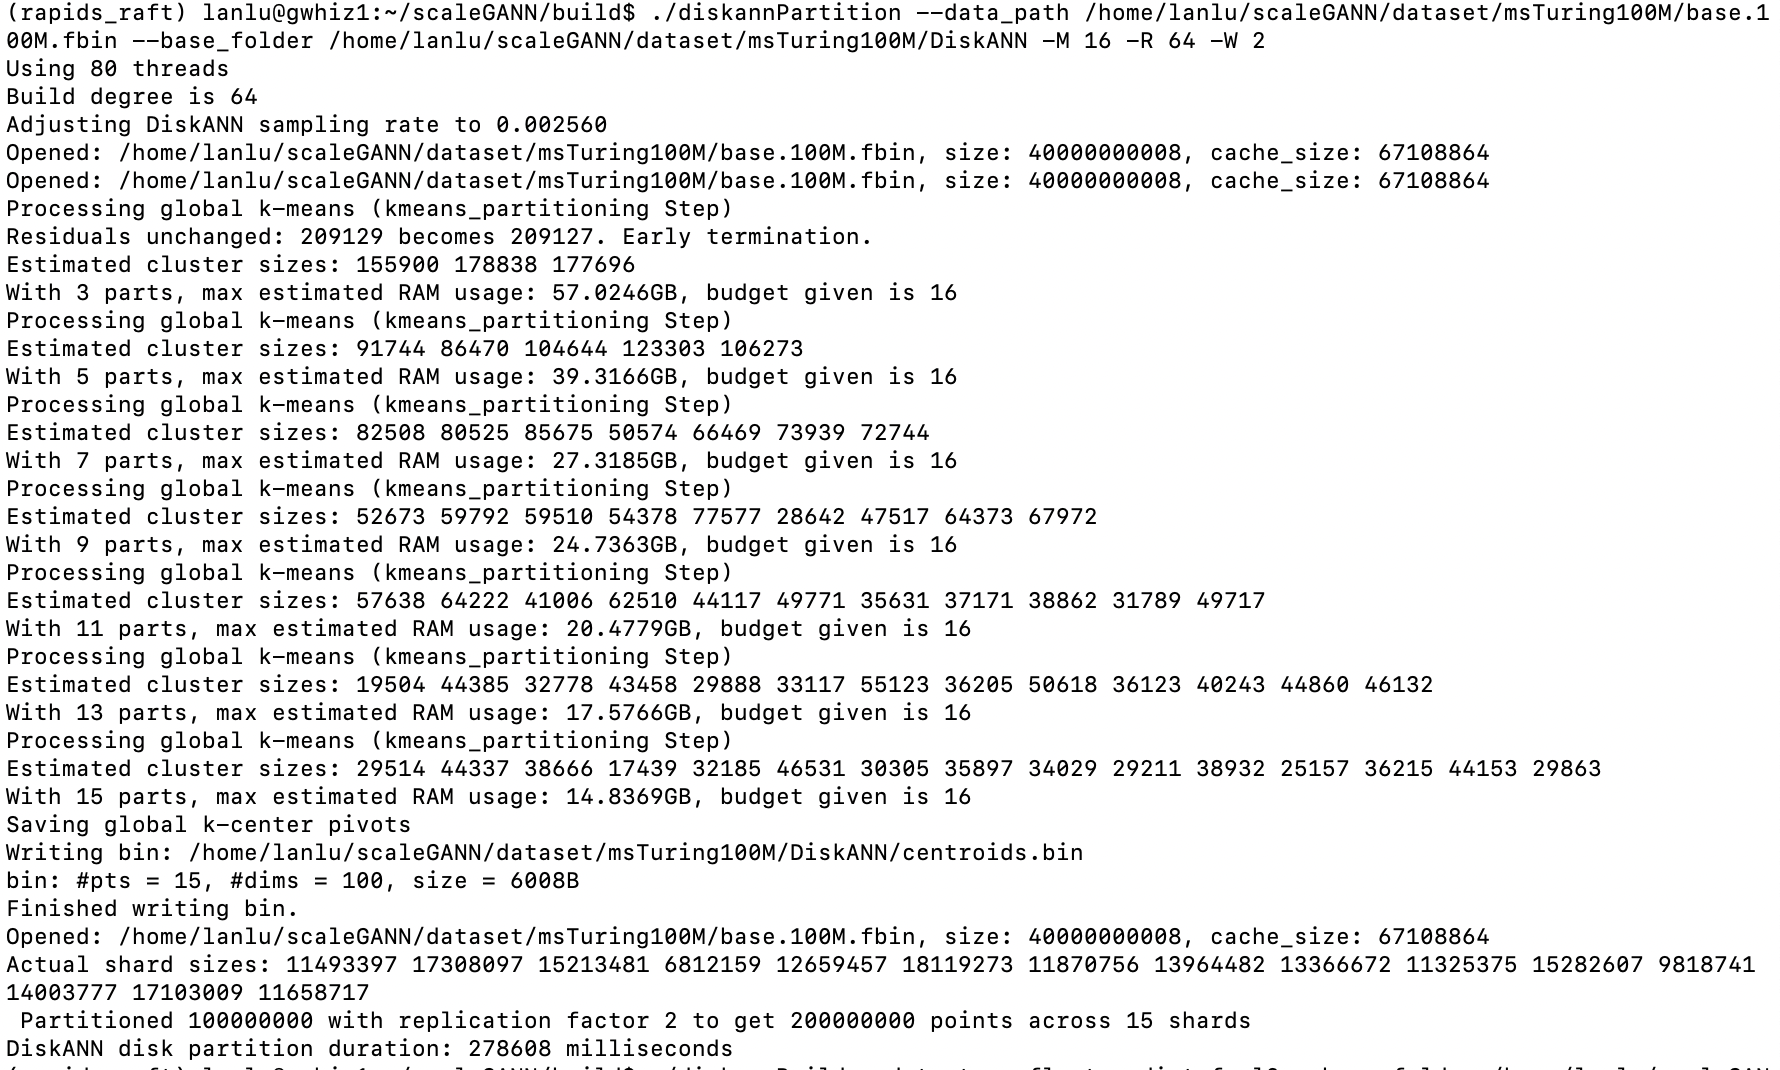 (rapids_raft) lanlu@gwhiz1:~/scaleGANN/build$ ./diskannPartition --data_path /home/lanlu/scaleGANN/dataset/msTuring100M/base.1
00M.fbin --base_folder /home/lanlu/scaleGANN/dataset/msTuring100M/DiskANN -M 16 -R 64 -W 2
Using 80 threads
Build degree is 64
Adjusting DiskANN sampling rate to 0.002560
Opened: /home/lanlu/scaleGANN/dataset/msTuring100M/base.100M.fbin, size: 40000000008, cache_size: 67108864
Opened: /home/lanlu/scaleGANN/dataset/msTuring100M/base.100M.fbin, size: 40000000008, cache_size: 67108864
Processing global k-means (kmeans_partitioning Step)
Residuals unchanged: 209129 becomes 209127. Early termination.
Estimated cluster sizes: 155900 178838 177696
With 3 parts, max estimated RAM usage: 57.0246GB, budget given is 16
Processing global k-means (kmeans_partitioning Step)
Estimated cluster sizes: 91744 86470 104644 123303 106273
With 5 parts, max estimated RAM usage: 39.3166GB, budget given is 16
Processing global k-means (kmeans_partitioning Step)
Estimated cluster sizes: 82508 80525 85675 50574 66469 73939 72744
With 7 parts, max estimated RAM usage: 27.3185GB, budget given is 16
Processing global k-means (kmeans_partitioning Step)
Estimated cluster sizes: 52673 59792 59510 54378 77577 28642 47517 64373 67972
With 9 parts, max estimated RAM usage: 24.7363GB, budget given is 16
Processing global k-means (kmeans_partitioning Step)
Estimated cluster sizes: 57638 64222 41006 62510 44117 49771 35631 37171 38862 31789 49717
With 11 parts, max estimated RAM usage: 20.4779GB, budget given is 16
Processing global k-means (kmeans_partitioning Step)
Estimated cluster sizes: 19504 44385 32778 43458 29888 33117 55123 36205 50618 36123 40243 44860 46132
With 13 parts, max estimated RAM usage: 17.5766GB, budget given is 16
Processing global k-means (kmeans_partitioning Step)
Estimated cluster sizes: 29514 44337 38666 17439 32185 46531 30305 35897 34029 29211 38932 25157 36215 44153 29863
With 15 parts, max estimated RAM usage: 14.8369GB, budget given is 16
Saving global k-center pivots
Writing bin: /home/lanlu/scaleGANN/dataset/msTuring100M/DiskANN/centroids.bin
bin: #pts = 15, #dims = 100, size = 6008B
Finished writing bin.
Opened: /home/lanlu/scaleGANN/dataset/msTuring100M/base.100M.fbin, size: 40000000008, cache_size: 67108864
Actual shard sizes: 11493397 17308097 15213481 6812159 12659457 18119273 11870756 13964482 13366672 11325375 15282607 9818741
14003777 17103009 11658717
 Partitioned 100000000 with replication factor 2 to get 200000000 points across 15 shards
DiskANN disk partition duration: 278608 milliseconds